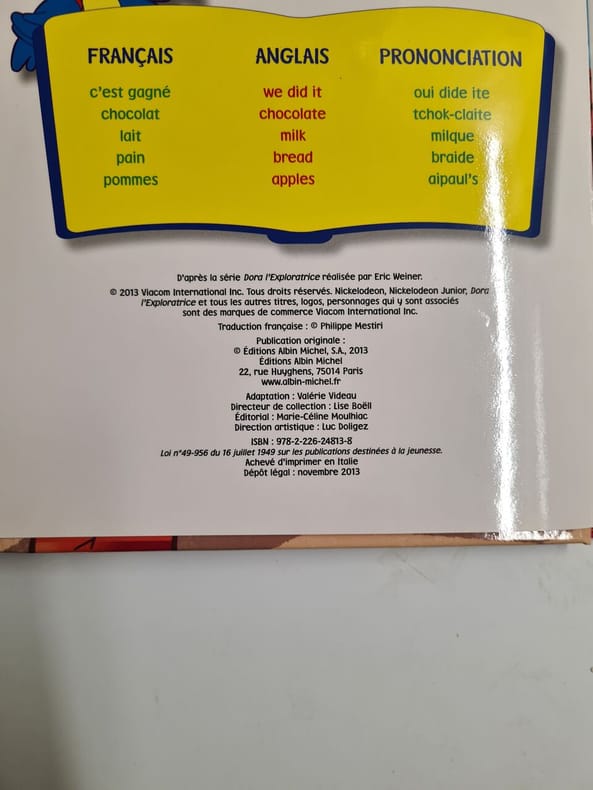 FRANÇAIS ANGLAIS PRONONCIATION
c'est gagné we did it oui dide ite
chocolat chocolate tchok-claite
lait milk milque
pain bread braide
pommes apples aipaul's
D'après la série Dora l'Exploratrice réalisée par Eric Weiner.
© 2013 Viacom International Inc. Tous droits réservés. Nickelodeon, Nickelodeon Junior, Dora
l'Exploratrice et tous les autres titres, logos, personnages qui y sont associés
sont des marques de commerce Viacom International Inc.
Traduction française : © Philippe Mestiri
Publication originale :
© Éditions Albin Michel, S.A., 2013
Éditions Albin Michel
22, rue Huyghens, 75014 Paris
www.albin-michel.fr
Adaptation : Valérie Videau
Directeur de collection : Lise Boëll
Éditorial : Marie-Céline Moulhiac
Direction artistique : Luc Doligez
ISBN : 978-2-226-24813-8
Loi n°49-956 du 16 juillet 1949 sur les publications destinées à la jeunesse.
Achevé d'imprimer en Italie
Dépôt légal : novembre 2013